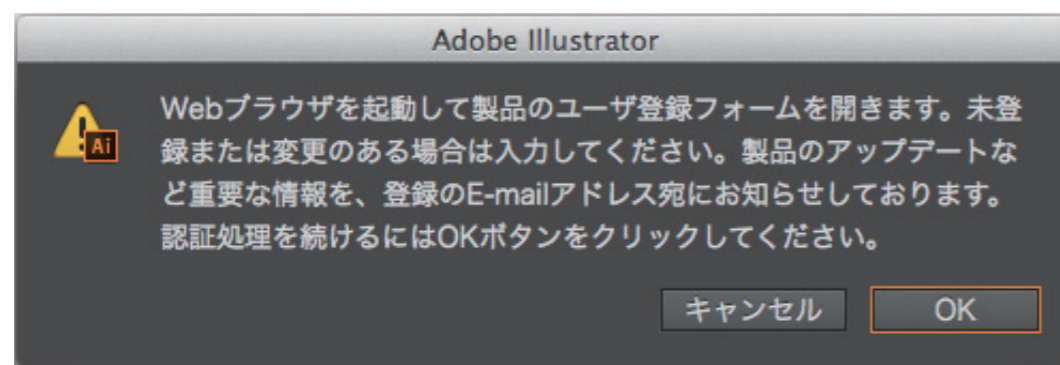 Adobe Illustrator
Webブラウザを起動して製品のユーザ登録フォームを開きます。未登
録または変更のある場合は入力してください。製品のアップデートな
ど重要な情報を、登録のE-mailアドレス宛にお知らせしております。
認証処理を続けるにはOKボタンをクリックしてください。
Ai
キャンセル OK